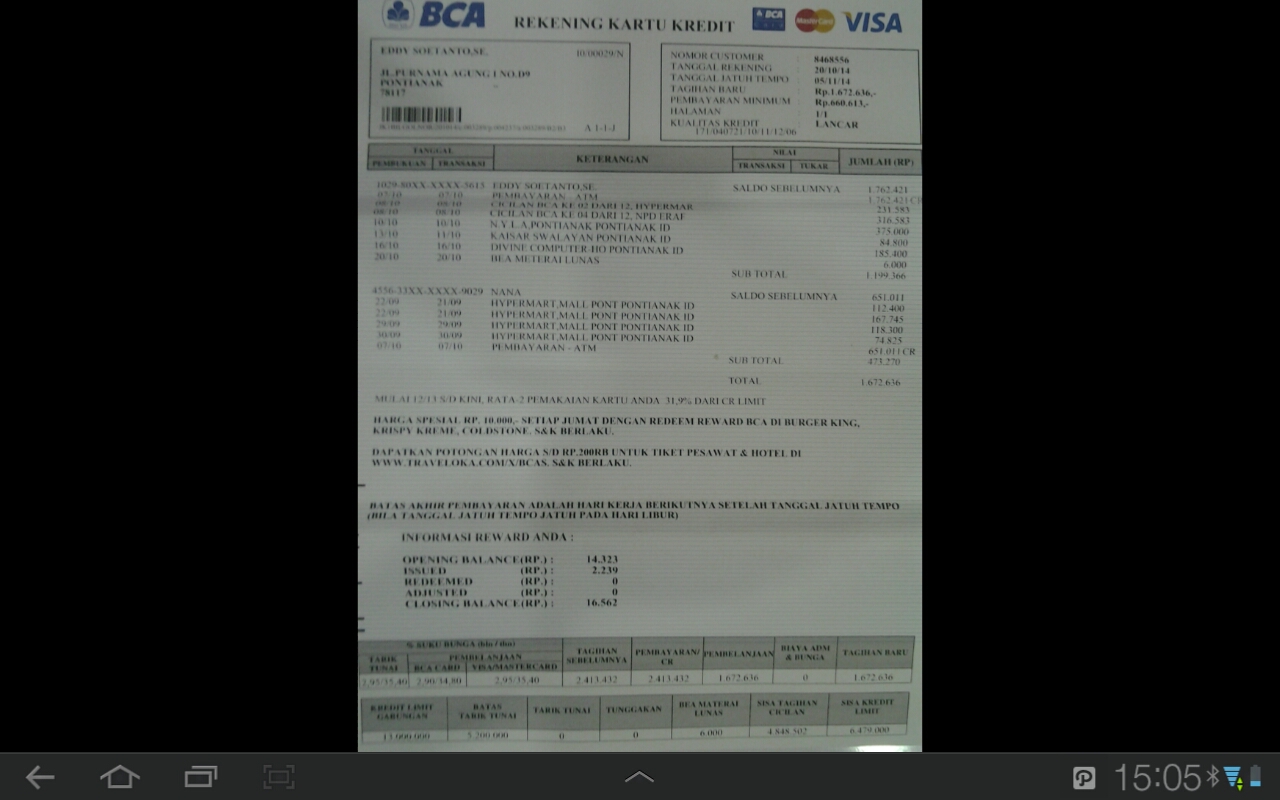 BCA
REKENING KARTU KREDIT
BCA MasterCard VISA
EDDY SOETANTO,SE. 10/00029/N
JL.PURNAMA AGUNG I NO.D9
PONTIANAK
78117
A 1-1-J
NOMOR CUSTOMER : 8468556
TANGGAL REKENING : 20/10/14
TANGGAL JATUH TEMPO : 05/11/14
TAGIHAN BARU : Rp.1.672.636,-
PEMBAYARAN MINIMUM : Rp.660.613,-
HALAMAN : 1/1
KUALITAS KREDIT : LANCAR
171/040721/10/11/12/06
TANGGAL KETERANGAN NILAI JUMLAH (RP)
PEMBUKUAN TRANSAKSI TRANSAKSI TUKAR
1029-80XX-XXXX-5615 EDDY SOETANTO,SE. SALDO SEBELUMNYA 1.762.421
07/10 07/10 PEMBAYARAN - ATM 1.762.421 CR
08/10 08/10 CICILAN BCA KE 02 DARI 12, HYPERMAR 231.583
08/10 08/10 CICILAN BCA KE 04 DARI 12, NPD ERAF 316.583
10/10 10/10 N.Y.L.A,PONTIANAK PONTIANAK ID 375.000
13/10 11/10 KAISAR SWALAYAN PONTIANAK ID 84.800
16/10 16/10 DIVINE COMPUTER-HO PONTIANAK ID 185.400
20/10 20/10 BEA METERAI LUNAS 6.000
SUB TOTAL 1.199.366
4556-33XX-XXXX-9029 NANA SALDO SEBELUMNYA 651.011
22/09 21/09 HYPERMART,MALL PONT PONTIANAK ID 112.400
22/09 21/09 HYPERMART,MALL PONT PONTIANAK ID 167.745
29/09 29/09 HYPERMART,MALL PONT PONTIANAK ID 118.300
30/09 30/09 HYPERMART,MALL PONT PONTIANAK ID 74.825
07/10 07/10 PEMBAYARAN - ATM 651.011 CR
SUB TOTAL 473.270
TOTAL 1.672.636
MULAI 12/13 S/D KINI, RATA-2 PEMAKAIAN KARTU ANDA 31,9% DARI CR LIMIT
HARGA SPESIAL RP. 10.000,- SETIAP JUMAT DENGAN REDEEM REWARD BCA DI BURGER KING,
KRISPY KREME, COLDSTONE. S&K BERLAKU.
DAPATKAN POTONGAN HARGA S/D RP.200RB UNTUK TIKET PESAWAT & HOTEL DI
WWW.TRAVELOKA.COM/X/BCAS. S&K BERLAKU.
BATAS AKHIR PEMBAYARAN ADALAH HARI KERJA BERIKUTNYA SETELAH TANGGAL JATUH TEMPO
(BILA TANGGAL JATUH TEMPO JATUH PADA HARI LIBUR)
INFORMASI REWARD ANDA :
OPENING BALANCE(RP.) : 14.323
ISSUED (RP.) : 2.239
REDEEMED (RP.) : 0
ADJUSTED (RP.) : 0
CLOSING BALANCE(RP.) : 16.562
% SUKU BUNGA (bln / thn) TAGIHAN SEBELUMNYA PEMBAYARAN/ CR PEMBELANJAAN BIAYA ADM & BUNGA TAGIHAN BARU
TARIK TUNAI PEMBELANJAAN
BCA CARD VISA/MASTERCARD
2,95/35,40 2,90/34,80 2,95/35,40 2.413.432 2.413.432 1.672.636 0 1.672.636
KREDIT LIMIT GABUNGAN BATAS TARIK TUNAI TARIK TUNAI TUNGGAKAN BEA MATERAI LUNAS SISA TAGIHAN CICILAN SISA KREDIT LIMIT
13.000.000 5.200.000 0 0 6.000 4.848.502 6.479.000
15:05